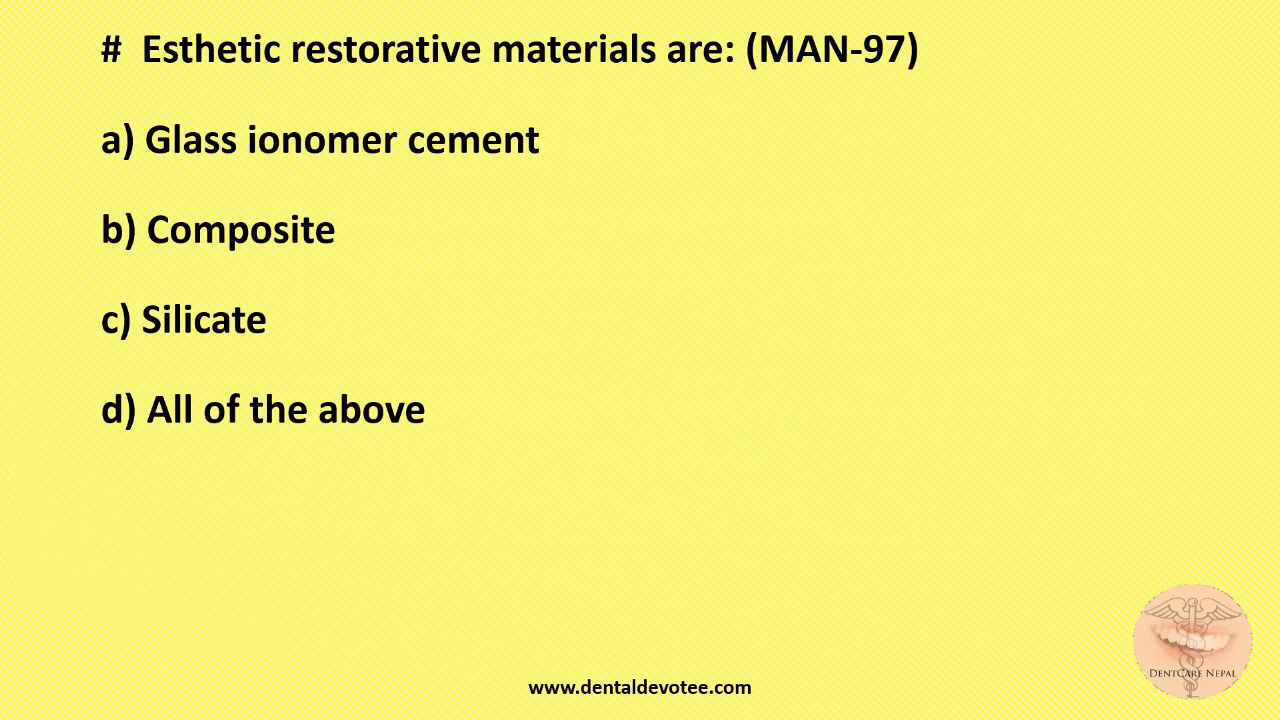 # Esthetic restorative materials are: (MAN-97)
a) Glass ionomer cement
b) Composite
c) Silicate
d) All of the above
DentCare Nepal
www.dentaldevotee.com